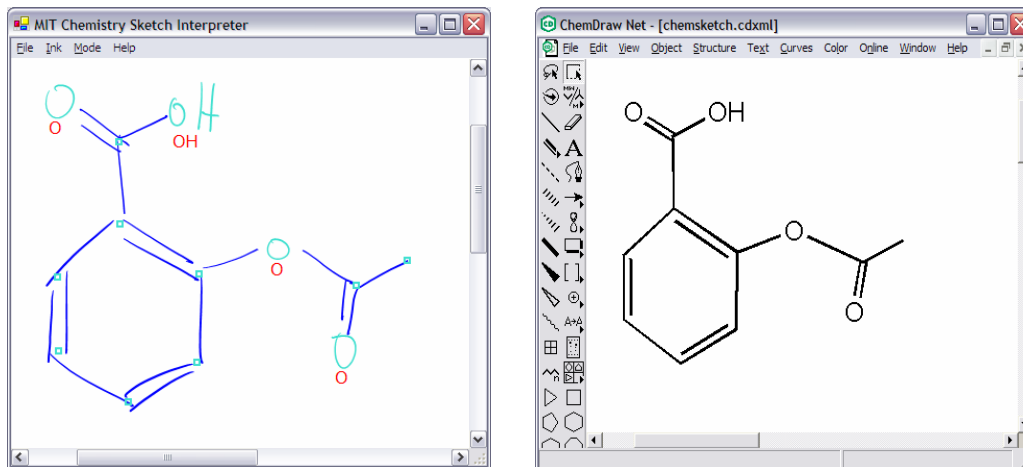 MIT Chemistry Sketch Interpreter
File Ink Mode Help
O OH
O
OH
O
O
O
O
ChemDraw Net - [chemsketch.cdxml]
File Edit View Object Structure Text Curves Color Online Window Help
O OH
O
O